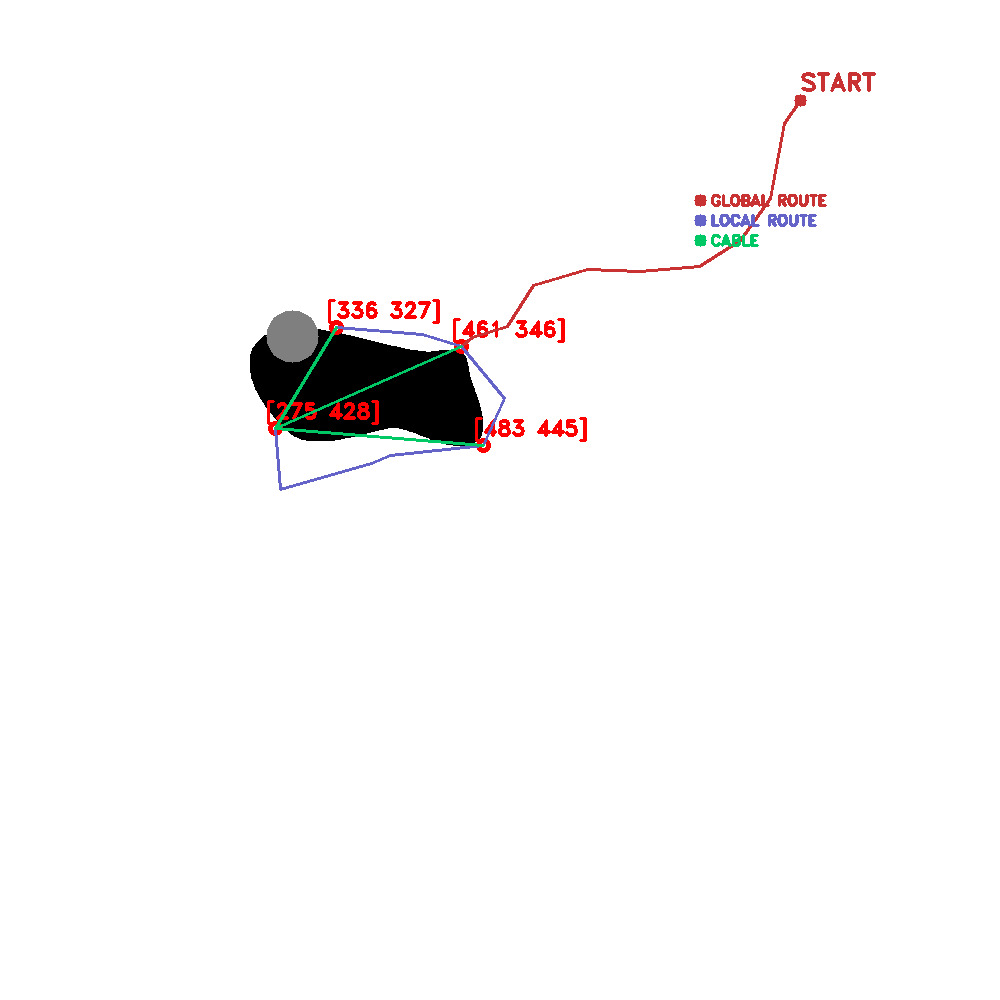 START
GLOBAL ROUTE
LOCAL ROUTE
CABLE
[336 327]
[461 346]
[275 428]
[483 445]